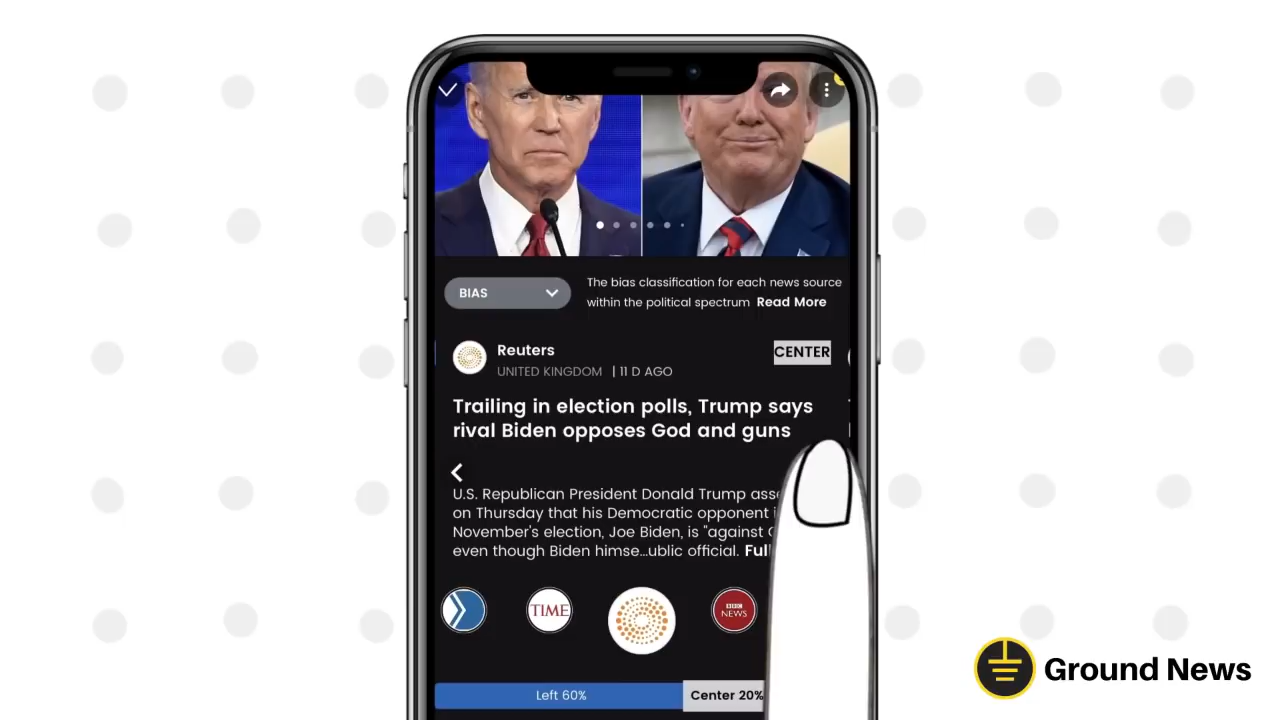 BIAS
The bias classification for each news source
within the political spectrum Read More
Reuters
CENTER
UNITED KINGDOM | 11 D AGO
Trailing in election polls, Trump says
rival Biden opposes God and guns
U.S. Republican President Donald Trump
on Thursday that his Democratic opponent
November's election, Joe Biden, is "against
even though Biden himse...ublic official.
TIME
BBC
NEWS
Left 60%
Center 20%
Ground News